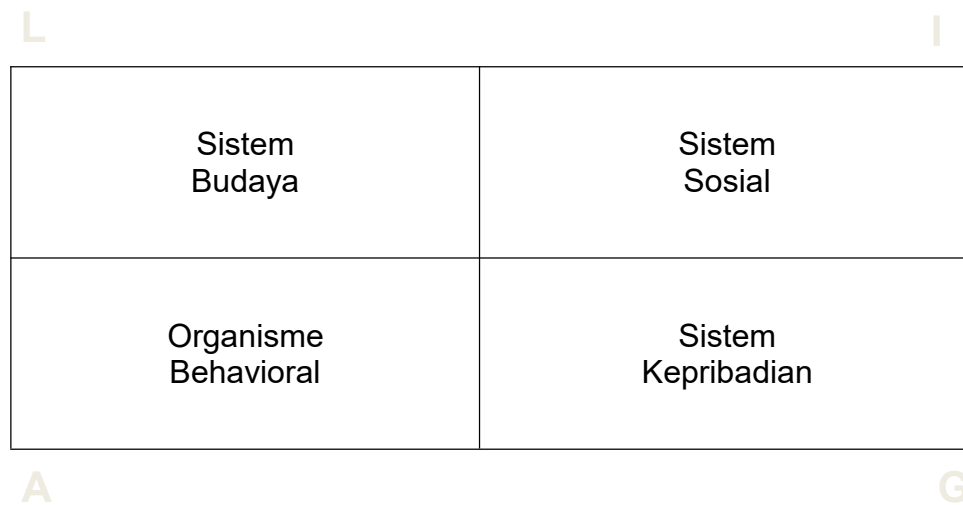 L I
Sistem Sistem
Budaya Sosial
Organisme Sistem
Behavioral Kepribadian
A G